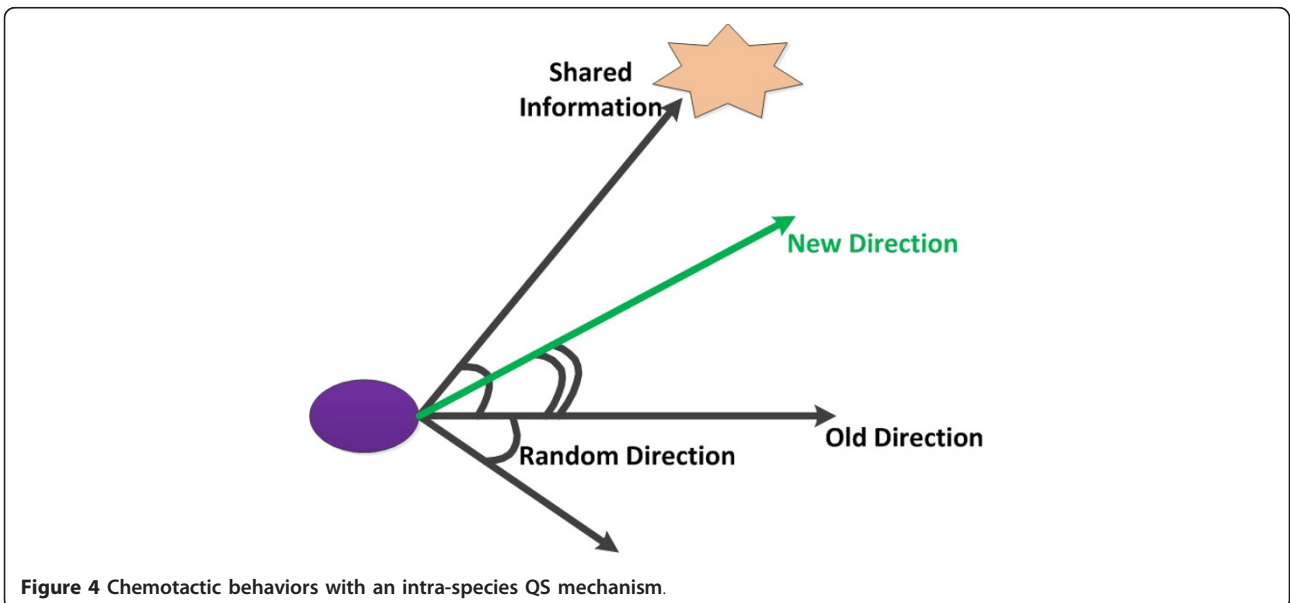 Shared
Information
New Direction
Old Direction
Random Direction
Figure 4 Chemotactic behaviors with an intra-species QS mechanism.